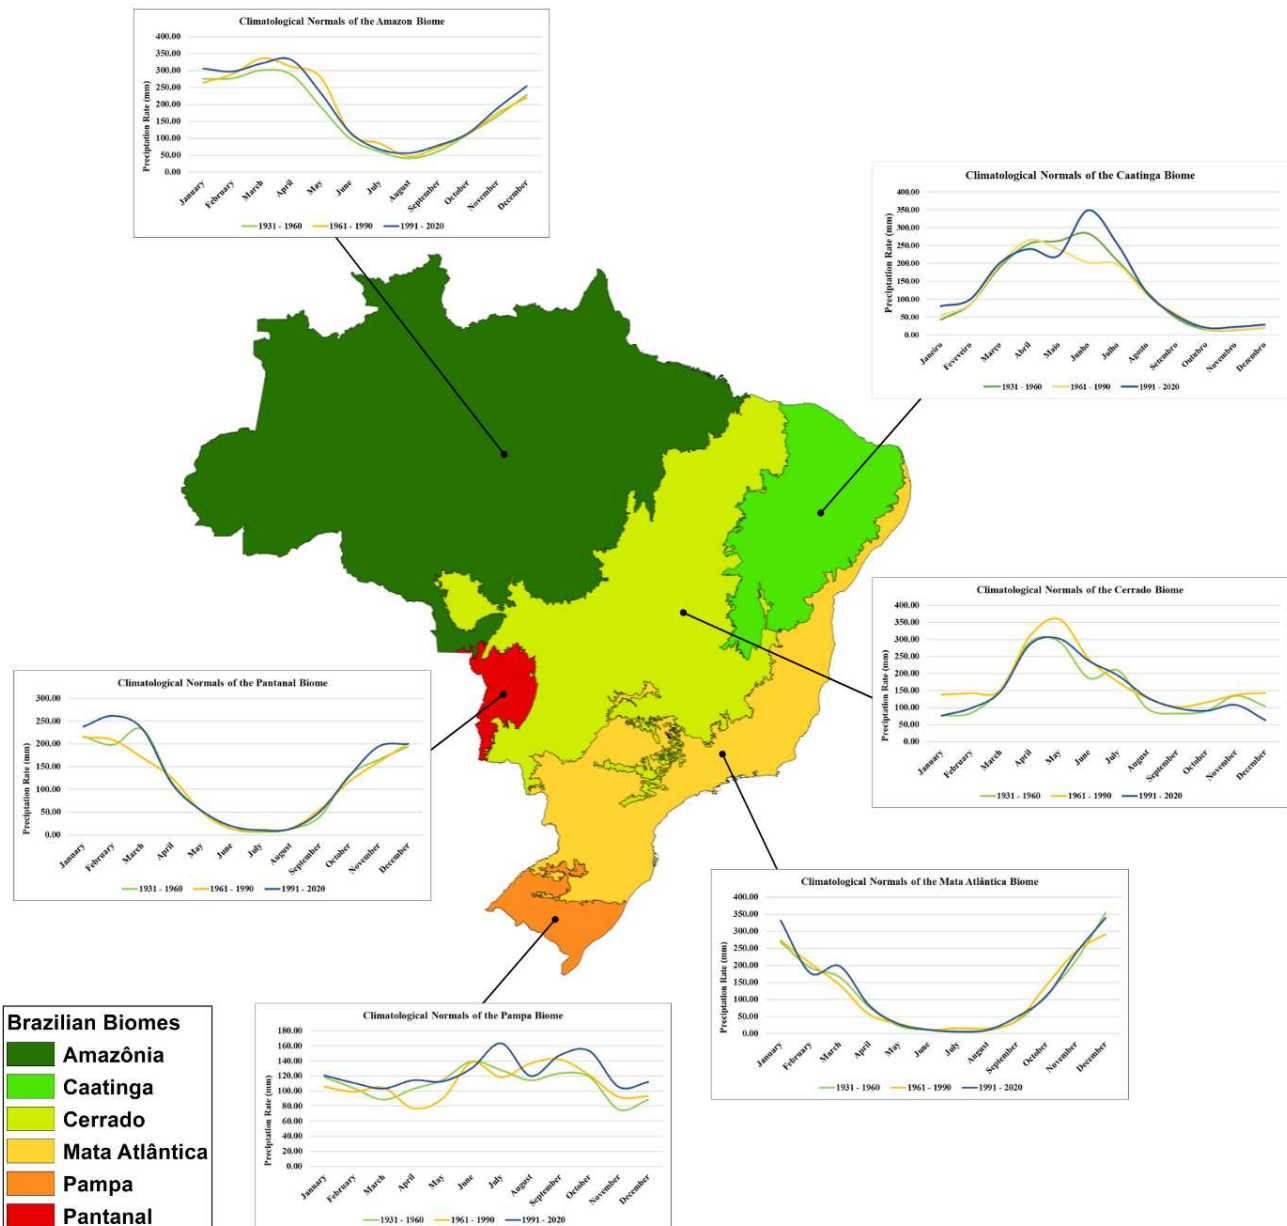 Climatological Normals of the Amazon Biome
Preciptation Rate (mm)
400.00
350.00
300.00
250.00
200.00
150.00
100.00
50.00
0.00
January
February
March
April
May
June
July
August
September
October
November
December
1931 - 1960
1961 - 1990
1991 - 2020
Climatological Normals of the Caatinga Biome
Preciptation Rate (mm)
400.00
350.00
300.00
250.00
200.00
150.00
100.00
50.00
0.00
Janeiro
Feveveiro
Março
Abril
Maio
Junho
Julho
Agosto
Setembro
Outubro
Novembro
Dezembro
1931 - 1960
1961 - 1990
1991 - 2020
Climatological Normals of the Cerrado Biome
Preciptation Rate (mm)
400.00
350.00
300.00
250.00
200.00
150.00
100.00
50.00
0.00
January
February
March
April
May
June
July
August
September
October
November
December
1931 - 1960
1961 - 1990
1991 - 2020
Climatological Normals of the Pantanal Biome
Preciptation Rate (mm)
300.00
250.00
200.00
150.00
100.00
50.00
0.00
January
February
March
April
May
June
July
August
September
October
November
December
1931 - 1960
1961 - 1990
1991 - 2020
Climatological Normals of the Mata Atlântica Biome
Preciptation Rate (mm)
400.00
350.00
300.00
250.00
200.00
150.00
100.00
50.00
0.00
January
February
March
April
May
June
July
August
September
October
November
December
1931 - 1960
1961 - 1990
1991 - 2020
Climatological Normals of the Pampa Biome
Preciptation Rate (mm)
180.00
160.00
140.00
120.00
100.00
80.00
60.00
40.00
20.00
0.00
January
February
March
April
May
June
July
August
September
October
November
December
1931 - 1960
1961 - 1990
1991 - 2020
Brazilian Biomes
Amazônia
Caatinga
Cerrado
Mata Atlântica
Pampa
Pantanal